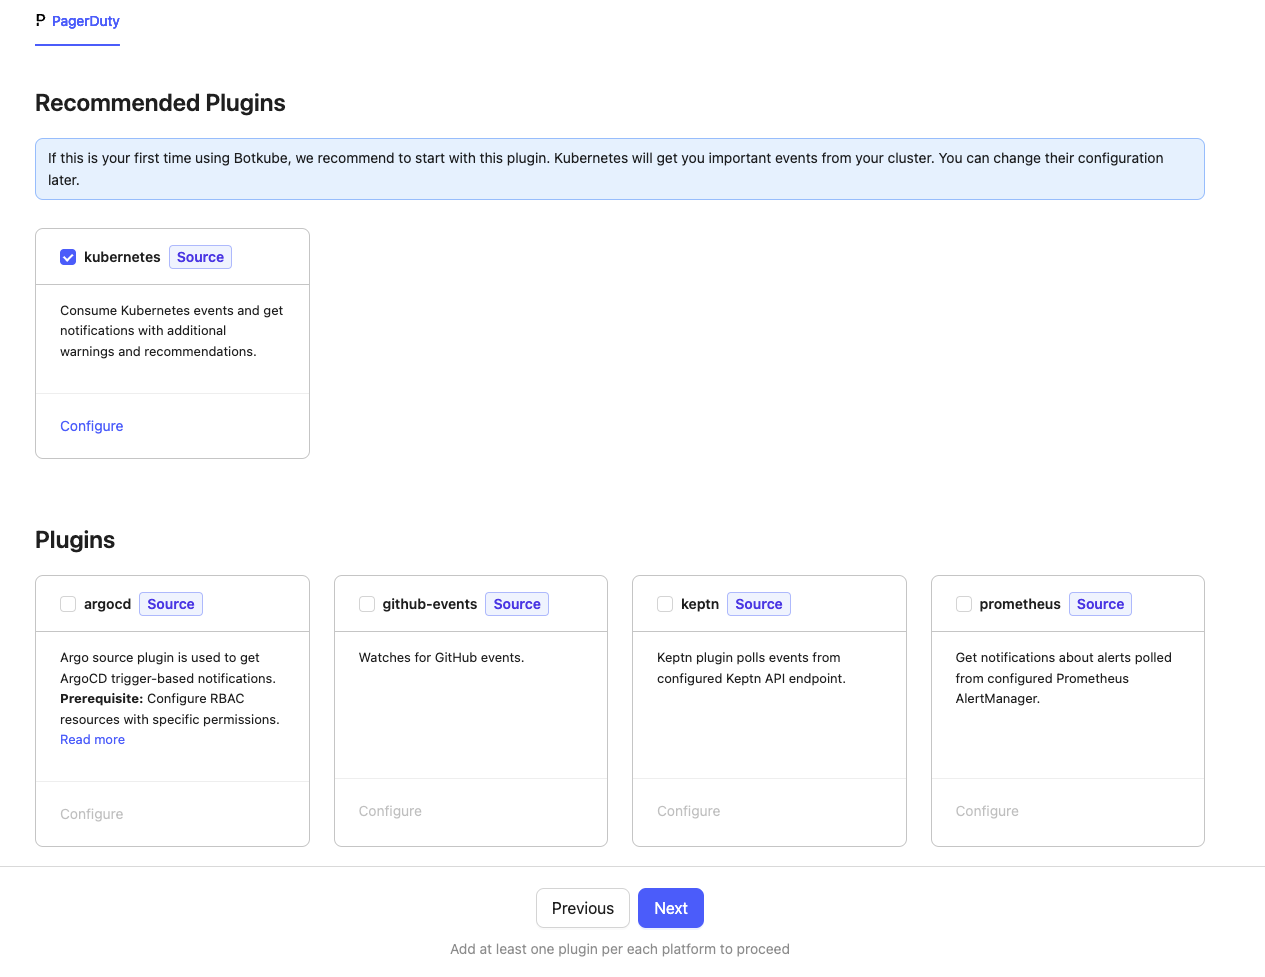 PagerDuty
Recommended Plugins
If this is your first time using Botkube, we recommend to start with this plugin. Kubernetes will get you important events from your cluster. You can change their configuration
later.
kubernetes Source
Consume Kubernetes events and get
notifications with additional
warnings and recommendations.
Configure
Plugins
argocd Source
Argo source plugin is used to get
ArgoCD trigger-based notifications.
Prerequisite: Configure RBAC
resources with specific permissions.
Read more
Configure
github-events Source
Watches for GitHub events.
Configure
keptn Source
Keptn plugin polls events from
configured Keptn API endpoint.
Configure
prometheus Source
Get notifications about alerts polled
from configured Prometheus
AlertManager.
Configure
Previous Next
Add at least one plugin per each platform to proceed